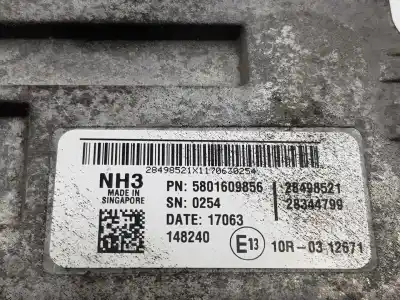 28498521X1170630254
NH3
MADE IN
SINGAPORE
PN: 5801609856
SN: 0254
DATE: 17063
148240
28498521
28344799
E13
10R-03 12671